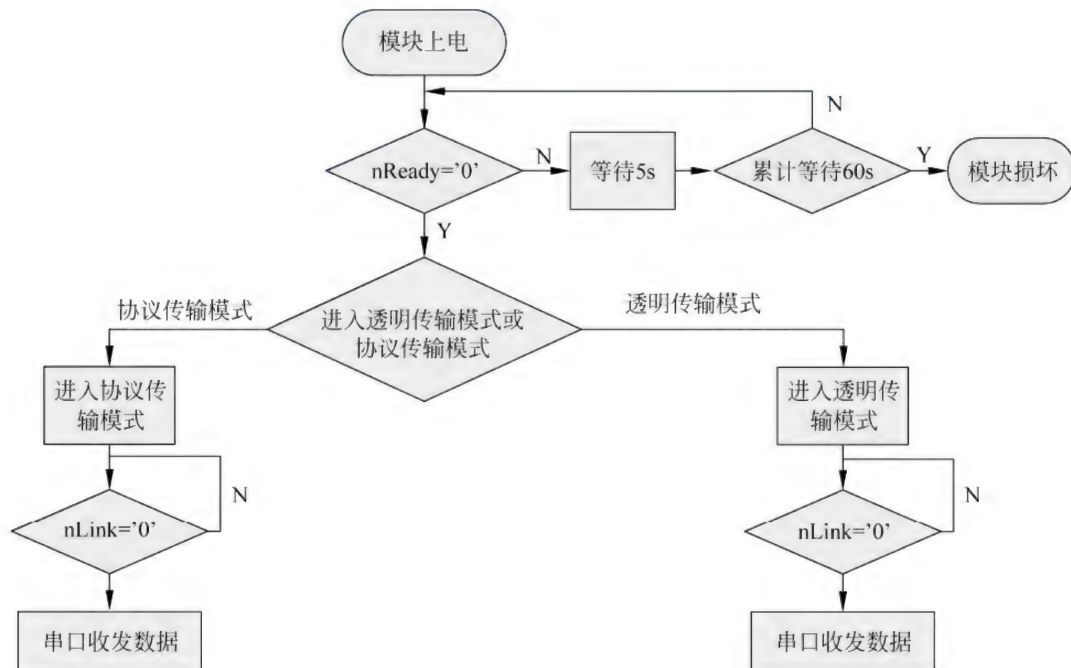 模块上电
N
nReady='0'
N
等待5s
累计等待60s
Y
模块损坏
Y
协议传输模式
进入透明传输模式或
协议传输模式
透明传输模式
进入协议传
输模式
进入透明传
输模式
N
nLink='0'
N
nLink='0'
串口收发数据
串口收发数据